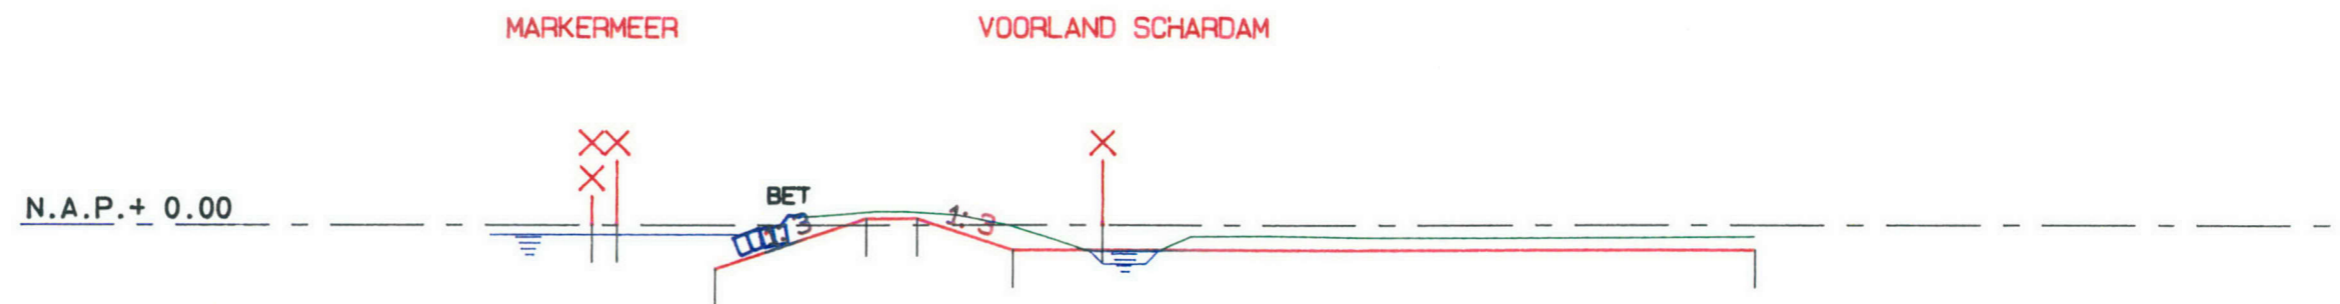 MARKERMEER VOORLAND SCHARDAM
BET
N.A.P.+ 0.00
1:3 1:3